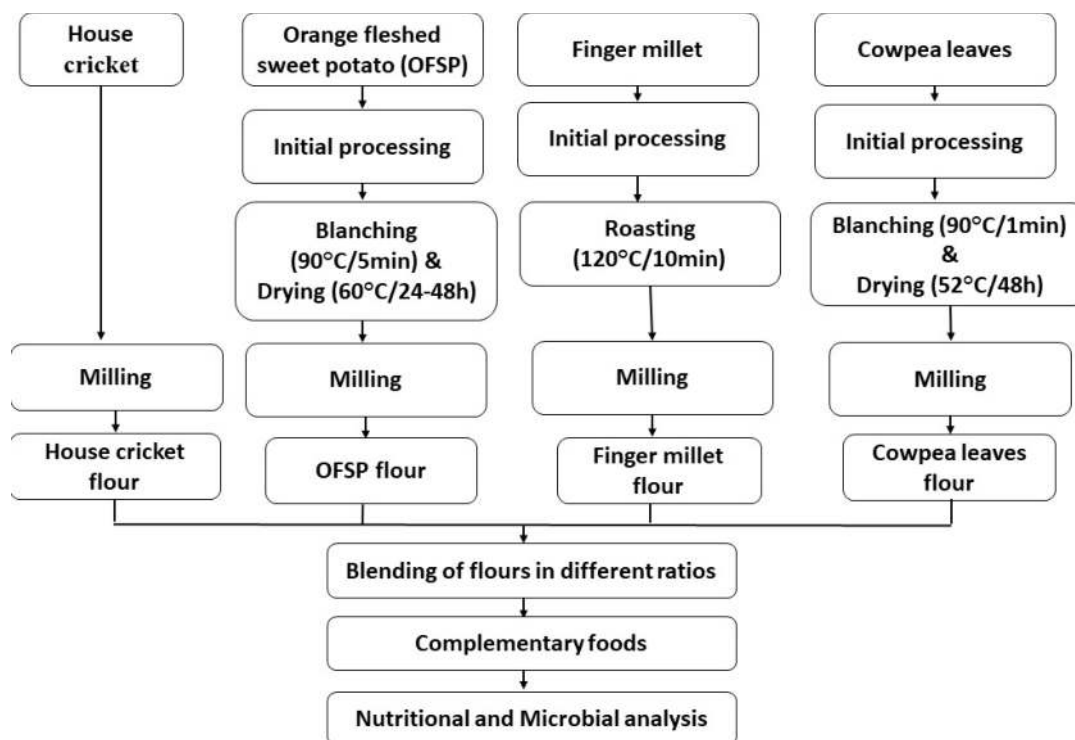 House
cricket
Orange fleshed
sweet potato (OFSP)
Finger millet
Cowpea leaves
Initial processing
Initial processing
Initial processing
Blanching
(90°C/5min) &
Drying (60°C/24-48h)
Roasting
(120°C/10min)
Blanching (90°C/1min)
&
Drying (52°C/48h)
Milling
Milling
Milling
Milling
House cricket
flour
OFSP flour
Finger millet
flour
Cowpea leaves
flour
Blending of flours in different ratios
Complementary foods
Nutritional and Microbial analysis